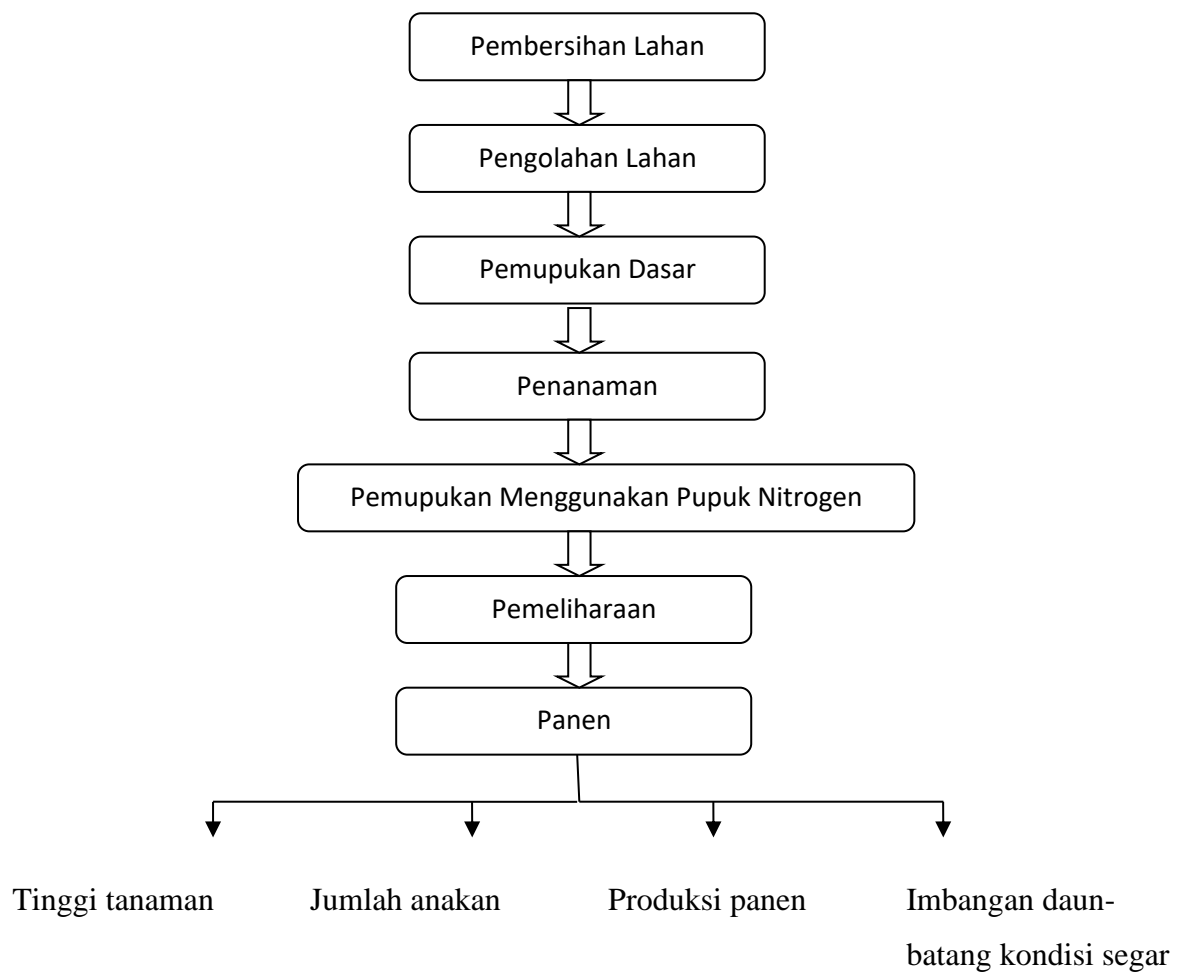 Pembersihan Lahan
Pengolahan Lahan
Pemupukan Dasar
Penanaman
Pemupukan Menggunakan Pupuk Nitrogen
Pemeliharaan
Panen
Tinggi tanaman
Jumlah anakan
Produksi panen
Imbangan daun-
batang kondisi segar